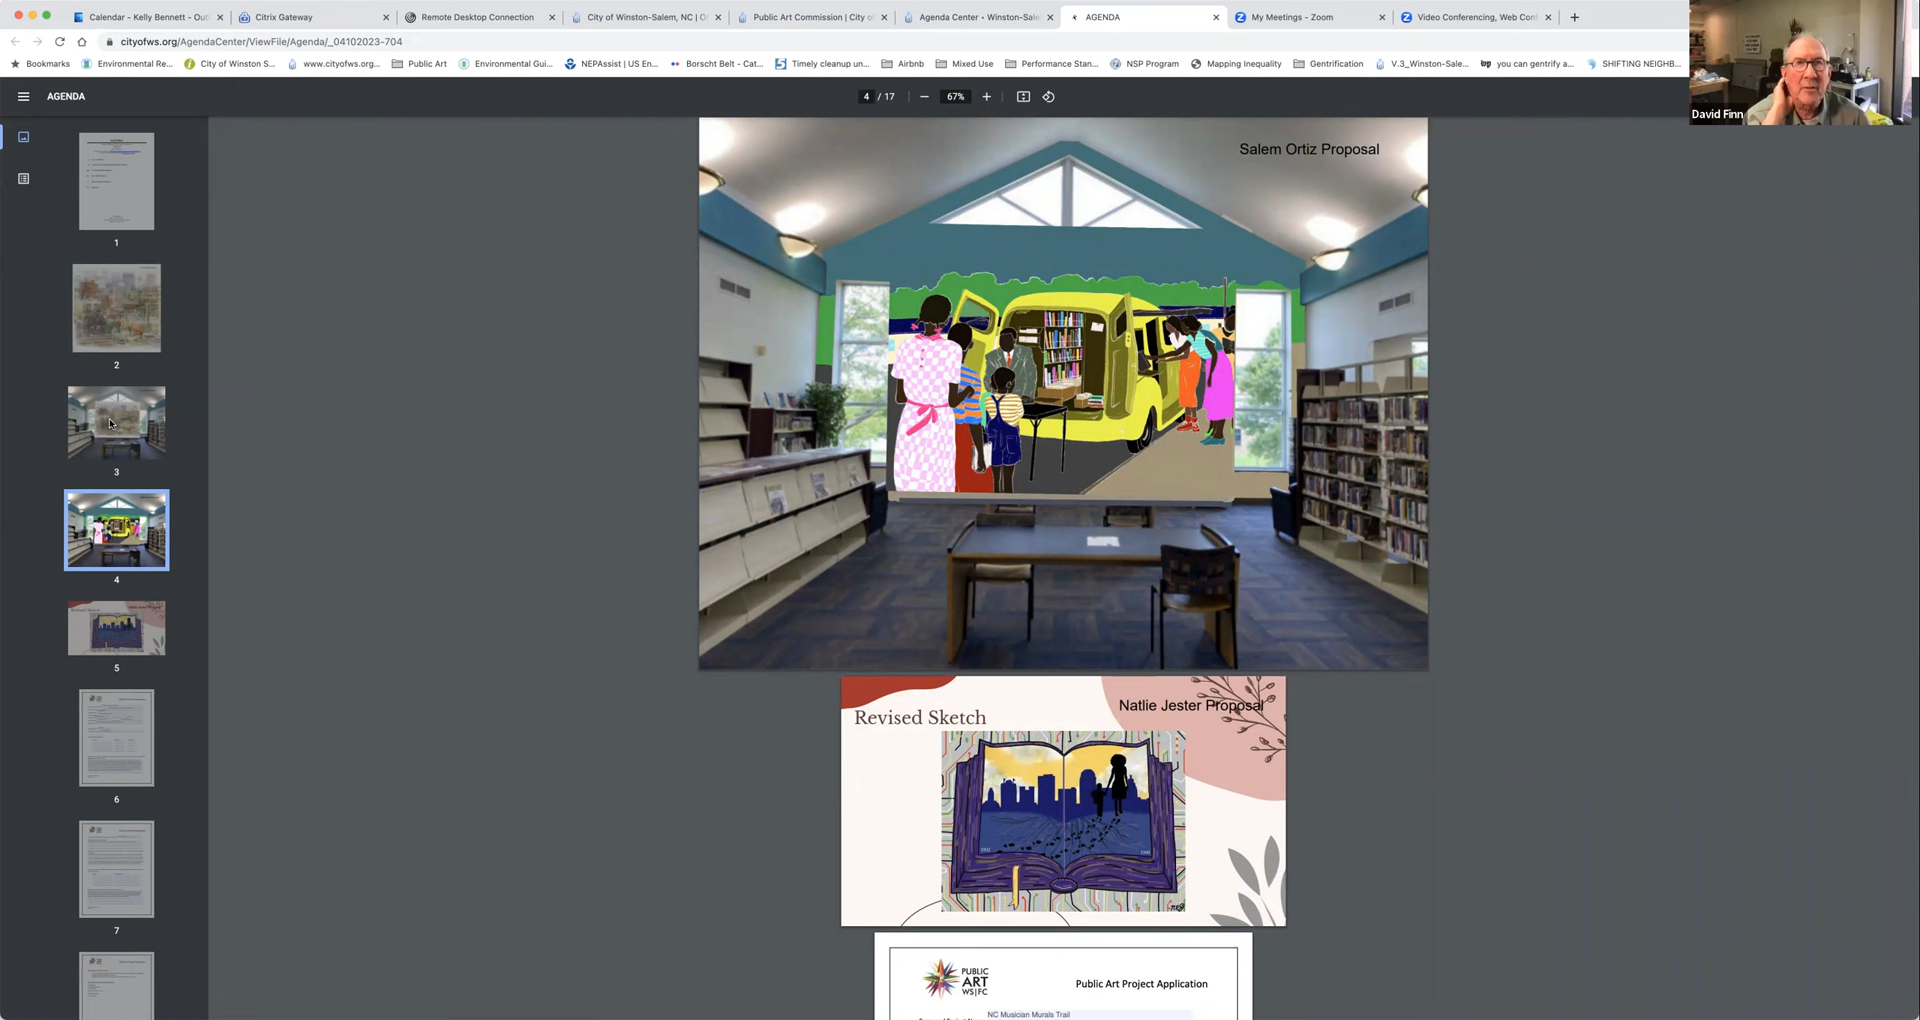 Calendar - Kelly Bennett - Out
Citrix Gateway
Remote Desktop Connection
City of Winston-Salem, NC | O
Public Art Commission | City of
Agenda Center • Winston-Sale
AGENDA
My Meetings - Zoom
Video Conferencing, Web Conf
cityofws.org/AgendaCenter/ViewFile/Agenda/_04102023-704
Bookmarks
Environmental Re...
City of Winston S...
www.cityofws.org...
Public Art
Environmental Gui...
NEPAssist | US En...
Borscht Belt - Cat...
Timely cleanup un...
Airbnb
Mixed Use
Performance Stan...
NSP Program
Mapping Inequality
Gentrification
V.3_Winston-Sale...
you can gentrify a...
SHIFTING NEIGHB...
David Finn
AGENDA
4 / 17
67%
1
2
3
4
5
6
7
Salem Ortiz Proposal
Revised Sketch
Natlie Jester Proposal
PUBLIC
ART
WS|FC
Public Art Project Application
NC Musician Murals Trail